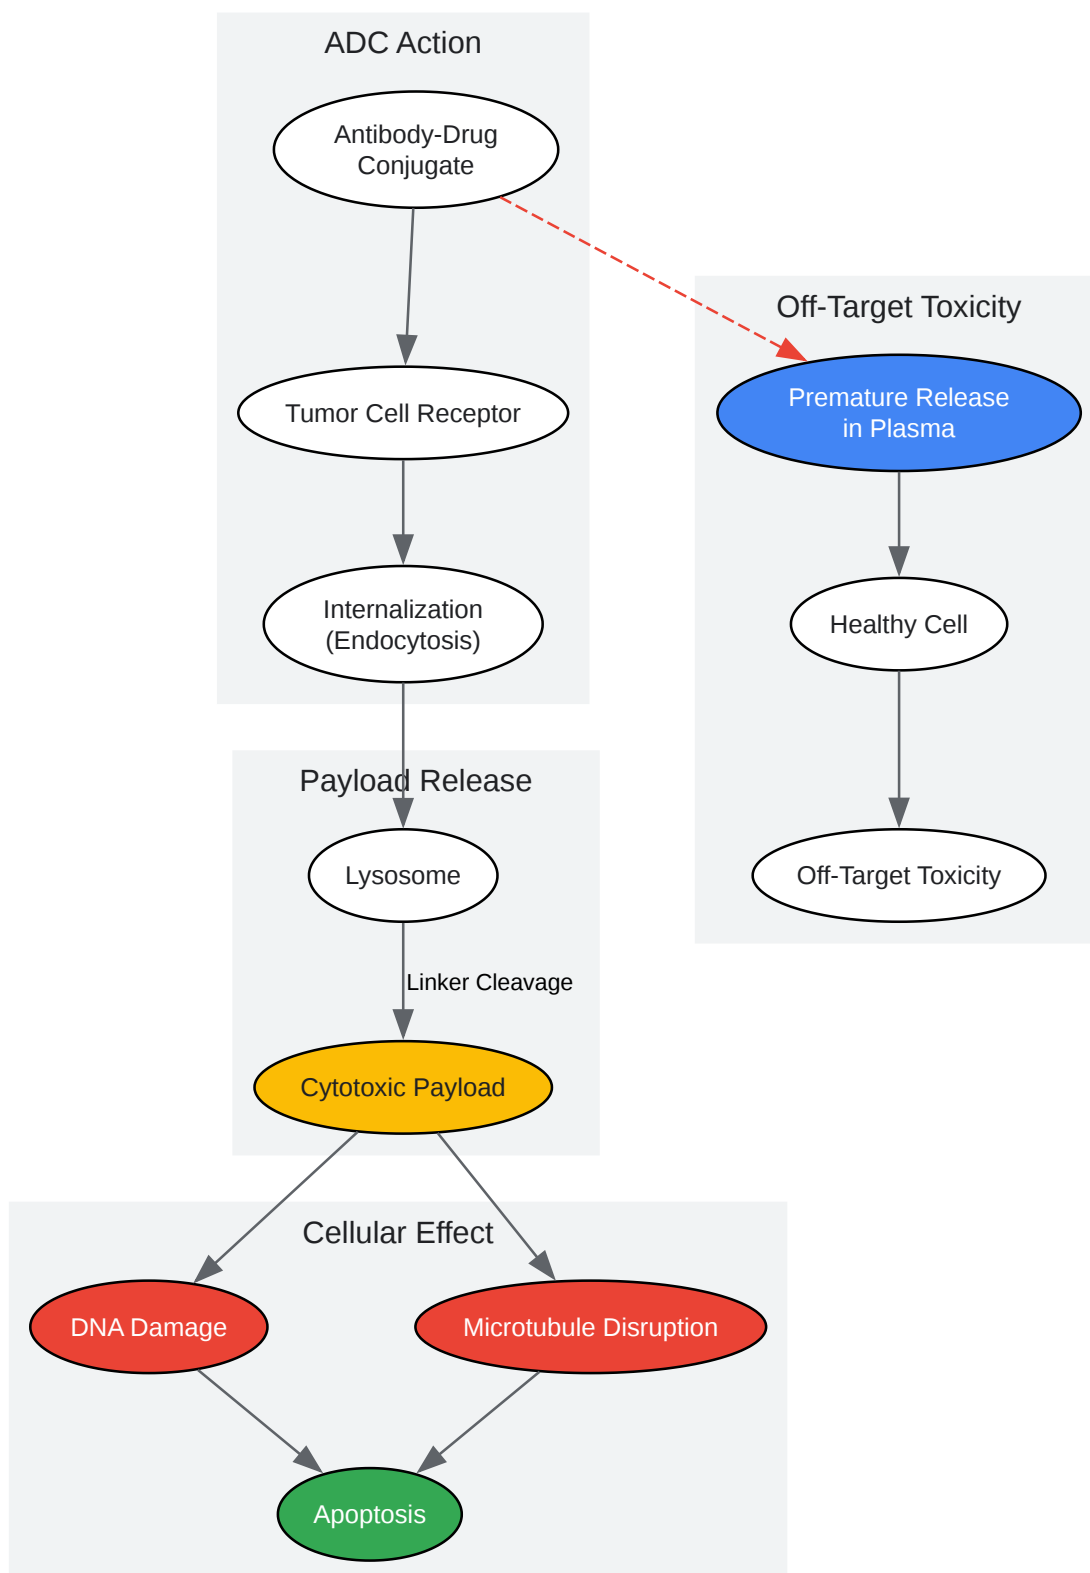 ADC Action
Antibody-Drug
Conjugate
Tumor Cell Receptor
Internalization
(Endocytosis)
Off-Target Toxicity
Premature Release
in Plasma
Healthy Cell
Off-Target Toxicity
Payload Release
Lysosome
Linker Cleavage
Cytotoxic Payload
Cellular Effect
DNA Damage
Microtubule Disruption
Apoptosis